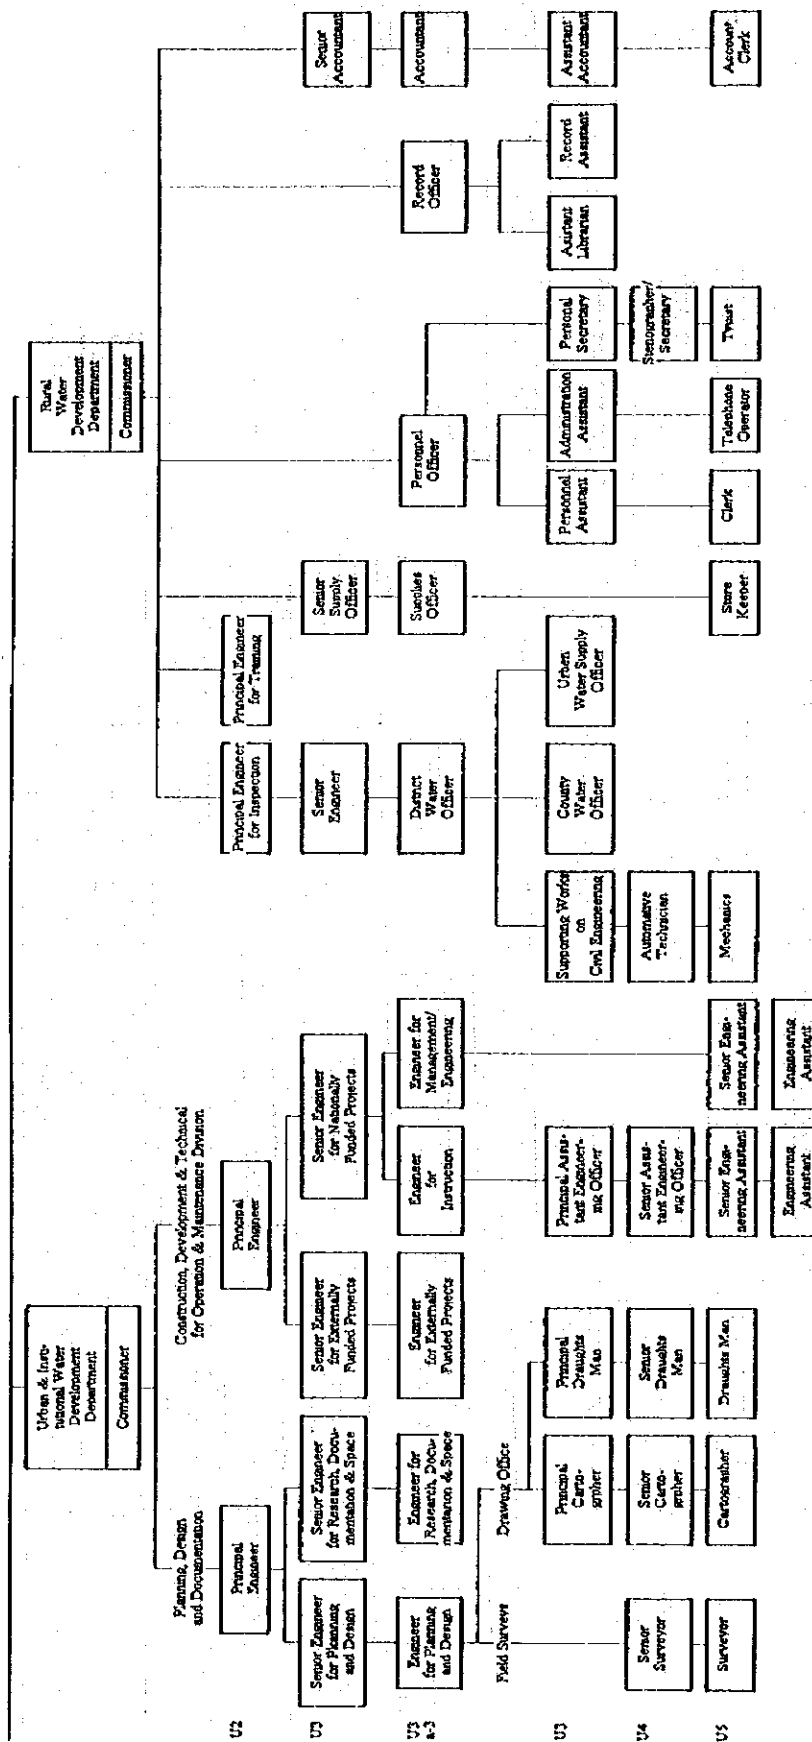 Urban & Insti-
tutional Water
Development
Department
Commissioner
Rural
Water
Development
Department
Commissioner
Planning, Design
and Documentation
Construction, Development & Technical
for Operation & Maintenance Division
U2
Principal
Engineer
Principal
Engineer
Principal Engineer
for Inspection
Principal Engineer
for Training
U3
Senior Engineer
for Planning
and Design
Senior Engineer
for Research, Docu-
mentation & Space
Senior Engineer
for Externally
Funded Projects
Senior Engineer
for Nationally
Funded Projects
Senior
Engineer
Senior
Supply
Officer
Senior
Accountant
U3
a-3
Engineer
for Planning
and Design
Engineer for
Research, Docu-
mentation & Space
Engineer
for Externally
Funded Projects
Engineer
for
Instruction
Engineer for
Management/
Engineering
District
Water
Officer
Supplies
Officer
Personnel
Officer
Record
Officer
Accountant
Field Surveys
Drawing Office
U3
Principal
Carto-
gropher
Principal
Draughts
Man
Principal Assis-
tant Engineer-
ing Officer
Supporting Works
on
Civil Engineering
County
Water
Officer
Urban
Water Supply
Officer
Personnel
Assistant
Administration
Assistant
Personal
Secretary
Asistant
Librarian
Record
Assistant
Assistant
Accountant
U4
Senior
Surveyor
Senior
Carto-
gropher
Senior
Draughts
Man
Senior Assis-
tant Engineer-
ing Officer
Automative
Technician
Stenographer/
Secretary
U5
Surveyor
Cartographer
Draughts Man
Senior Engi-
neering Assistant
Senior Engi-
neering Assistant
Mechanics
Store
Keeper
Clerk
Telephone
Operator
Typist
Account
Clerk
Engineering
Assistant
Engineering
Assistant